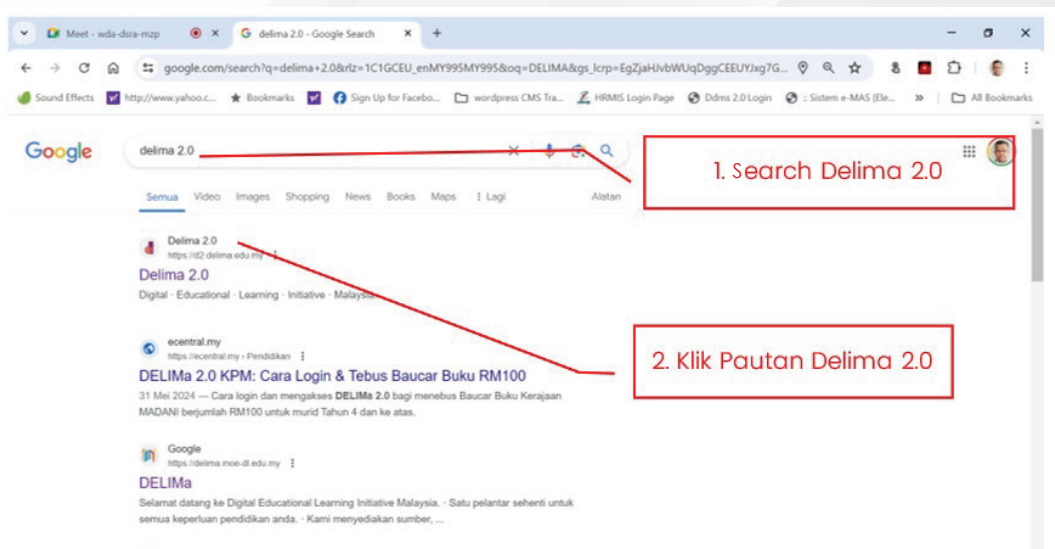 Meet - wda-dsra-mzp
delima 2.0 - Google Search
google.com/search?q=delima+2.0&rlz=1C1GCEU_enMY995MY995&oq=DELIMA&gs_lcrp=EgZjaHJvbWUqDggCEEUYJxg7G...
Sound Effects
http://www.yahoo.c...
Bookmarks
Sign Up for Facebo...
wordpress CMS Tra...
HRMIS Login Page
Ddms 2.0 Login
:: Sistem e-MAS (Ele...
All Bookmarks
Google
delima 2.0
1. Search Delima 2.0
Semua Video Images Shopping News Books Maps Lagi Alatan
Delima 2.0
https://d2.delima.edu.my
Delima 2.0
Digital · Educational · Learning · Initiative · Malaysia.
2. Klik Pautan Delima 2.0
ecentral.my
https://ecentral.my › Pendidikan
DELIMa 2.0 KPM: Cara Login & Tebus Baucar Buku RM100
31 Mei 2024 — Cara login dan mengakses DELIMa 2.0 bagi menebus Baucar Buku Kerajaan
MADANI berjumlah RM100 untuk murid Tahun 4 dan ke atas.
Google
https://delima.moe-dl.edu.my
DELIMa
Selamat datang ke Digital Educational Learning Initiative Malaysia. · Satu pelantar sehenti untuk
semua keperluan pendidikan anda. · Kami menyediakan sumber, ...